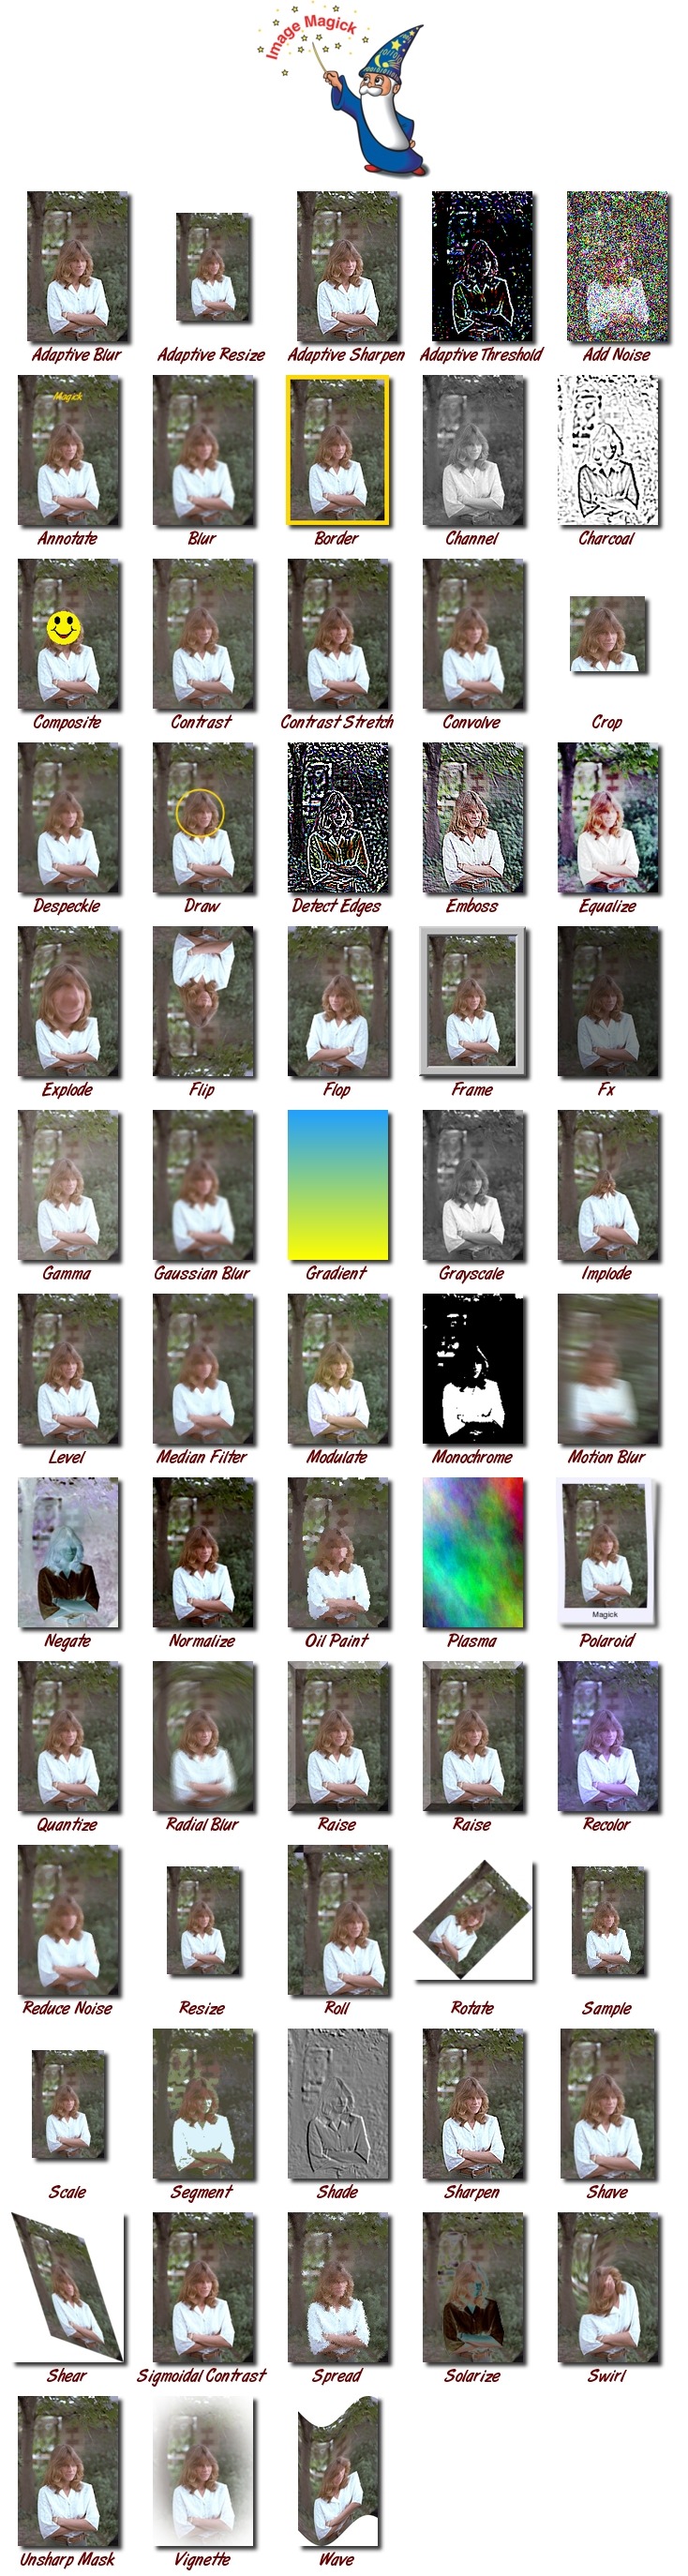 Image Magick
Adaptive Blur Adaptive Resize Adaptive Sharpen Adaptive Threshold Add Noise
Magick
Annotate Blur Border Channel Charcoal
Composite Contrast Contrast Stretch Convolve Crop
Despeckle Draw Detect Edges Emboss Equalize
Explode Flip Flop Frame Fx
Gamma Gaussian Blur Gradient Grayscale Implode
Level Median Filter Modulate Monochrome Motion Blur
Magick
Negate Normalize Oil Paint Plasma Polaroid
Quantize Radial Blur Raise Raise Recolor
Reduce Noise Resize Roll Rotate Sample
Scale Segment Shade Sharpen Shave
Shear Sigmoidal Contrast Spread Solarize Swirl
Unsharp Mask Vignette Wave